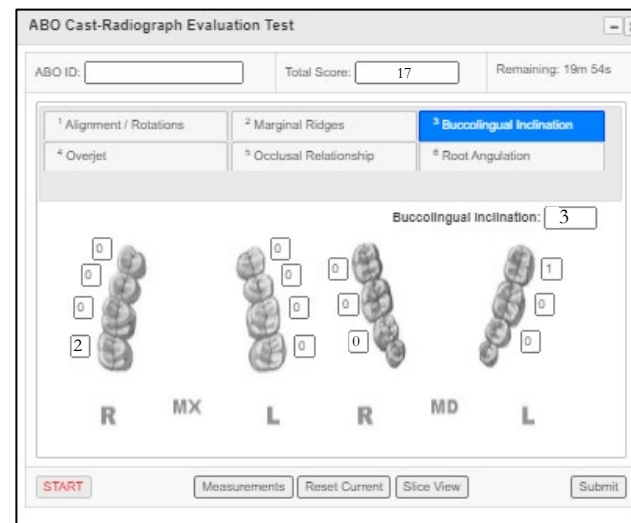 ABO Cast-Radiograph Evaluation Test
ABO ID: Total Score: 17 Remaining: 19m 54s
1 Alignment / Rotations 2 Marginal Ridges 3 Buccolingual Inclination
4 Overjet 5 Occlusal Relationship 6 Root Angulation
Buccolingual Inclination: 3
0 0 0 1
0 0 0 0
0 0 0 0
2 0
R MX L R MD L
START Measurements Reset Current Slice View Submit